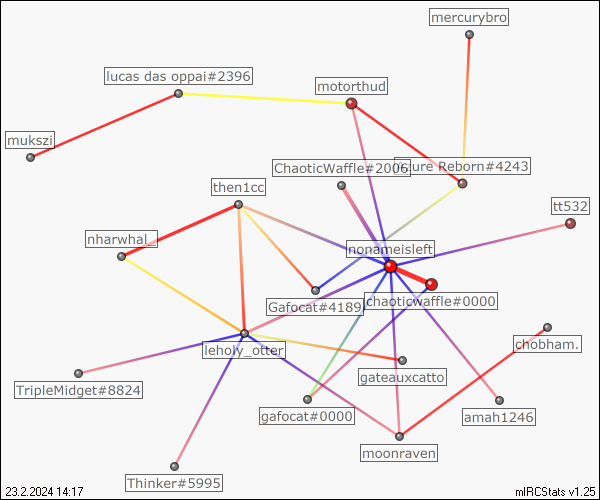 mercurybro
lucas das oppai#2396
motorthud
mukszi
ChaoticWaffle#2006
Reborn#4243
then1cc
tt532
nharwhal_
nonameisleft
Gafocat#4189
chaoticwaffle#0000
leholy_otter
chobham.
gateauxcatto
TripleMidget#8824
gafocat#0000
amah1246
moonraven
Thinker#5995
23.2.2024 14:17
mIRCStats v1.25